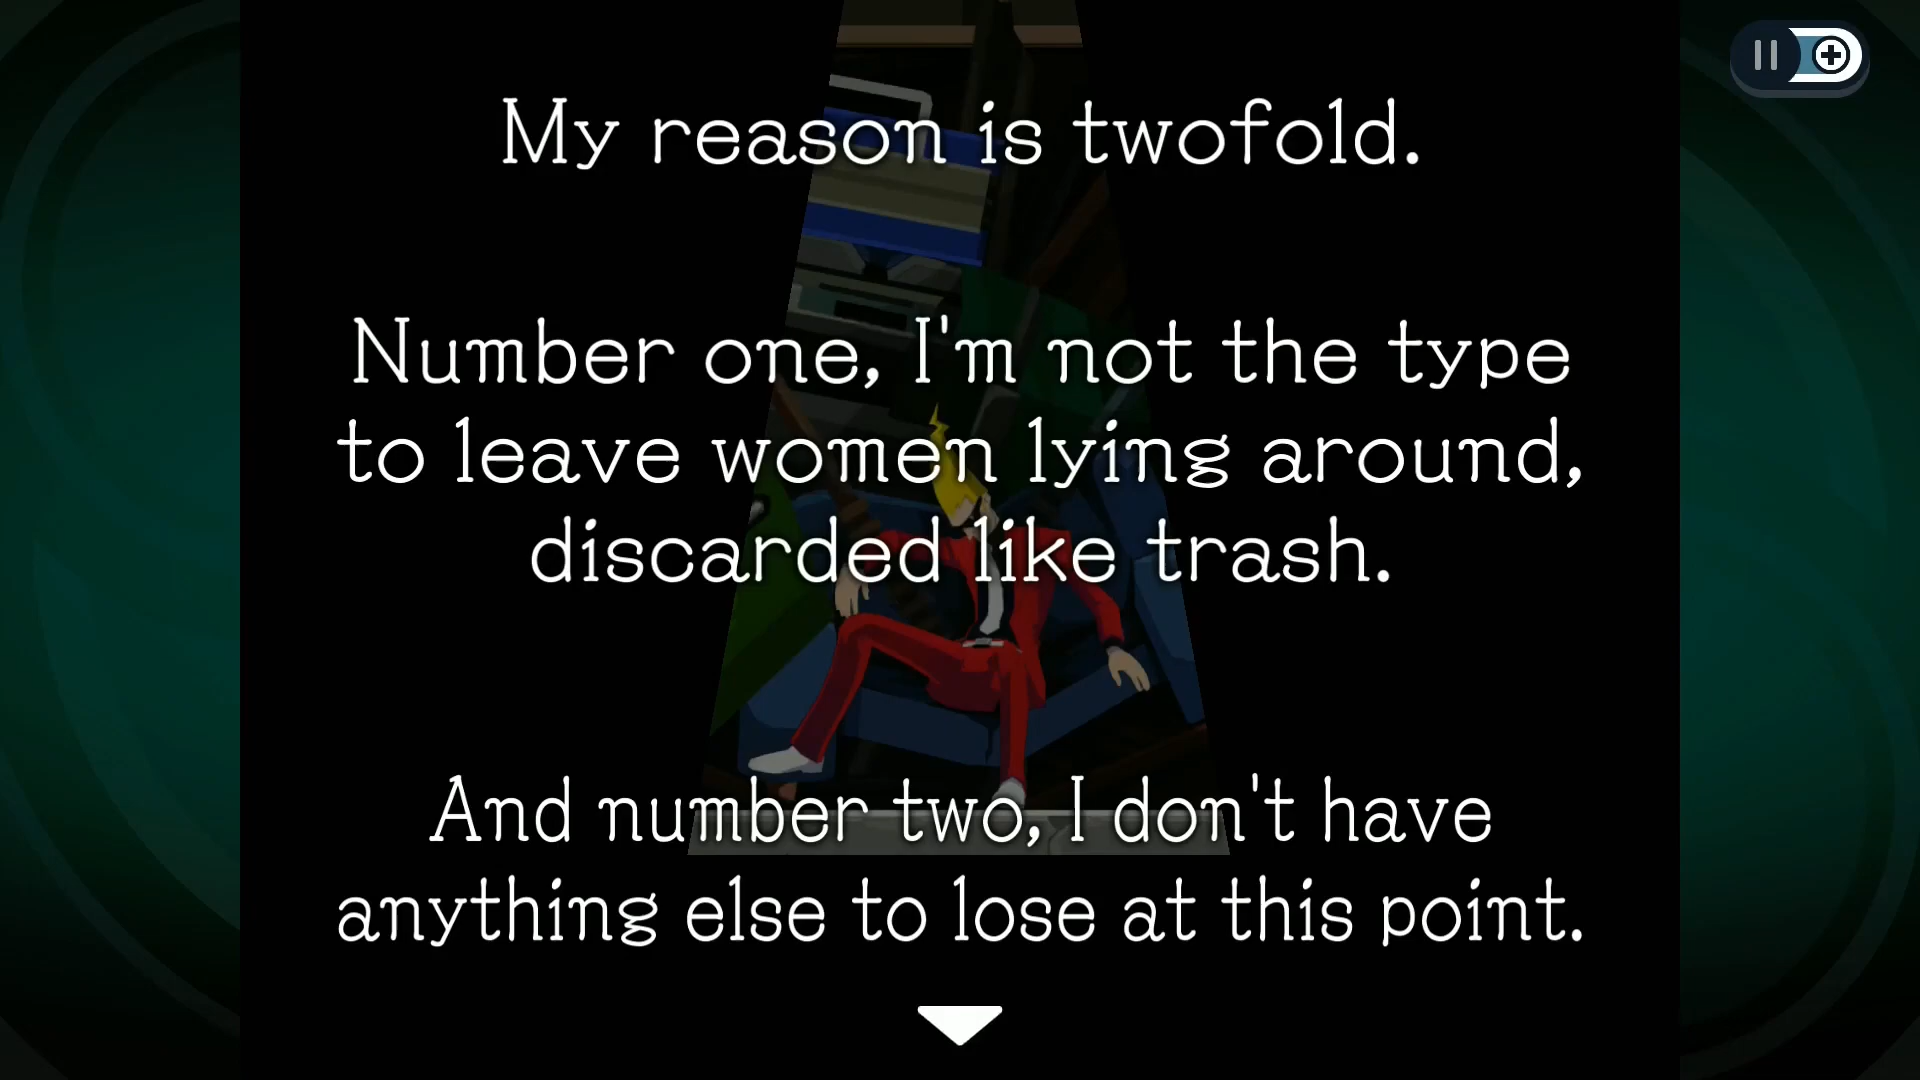 My reason is twofold.
Number one, I'm not the type
to leave women lying around,
discarded like trash.
And number two, I don't have
anything else to lose at this point.